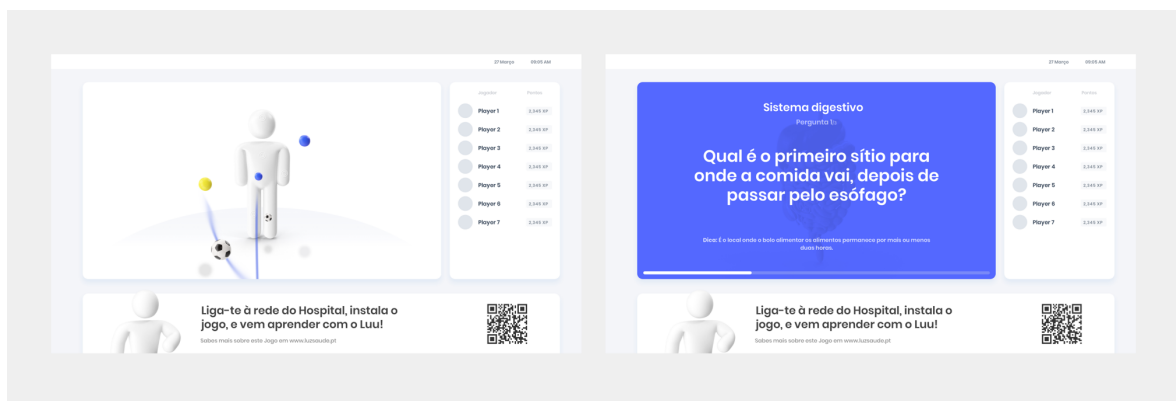 27 Março 09:05 AM
Jogador Pontos
Player 1 2,345 XP
Player 2 2,345 XP
Player 3 2,345 XP
Player 4 2,345 XP
Player 5 2,345 XP
Player 6 2,345 XP
Player 7 2,345 XP
Liga-te à rede do Hospital, instala o
jogo, e vem aprender com o Luu!
Sabes mais sobre este Jogo em www.luzsaude.pt
27 Março 09:05 AM
Sistema digestivo
Pergunto 1:
Qual é o primeiro sítio para
onde a comida vai, depois de
passar pelo esófago?
Dica: É o local onde o bolo alimentar os alimentos permanece por mais ou menos
duas horas.
Jogador Pontos
Player 1 2,345 XP
Player 2 2,345 XP
Player 3 2,345 XP
Player 4 2,345 XP
Player 5 2,345 XP
Player 6 2,345 XP
Player 7 2,345 XP
Liga-te à rede do Hospital, instala o
jogo, e vem aprender com o Luu!
Sabes mais sobre este Jogo em www.luzsaude.pt